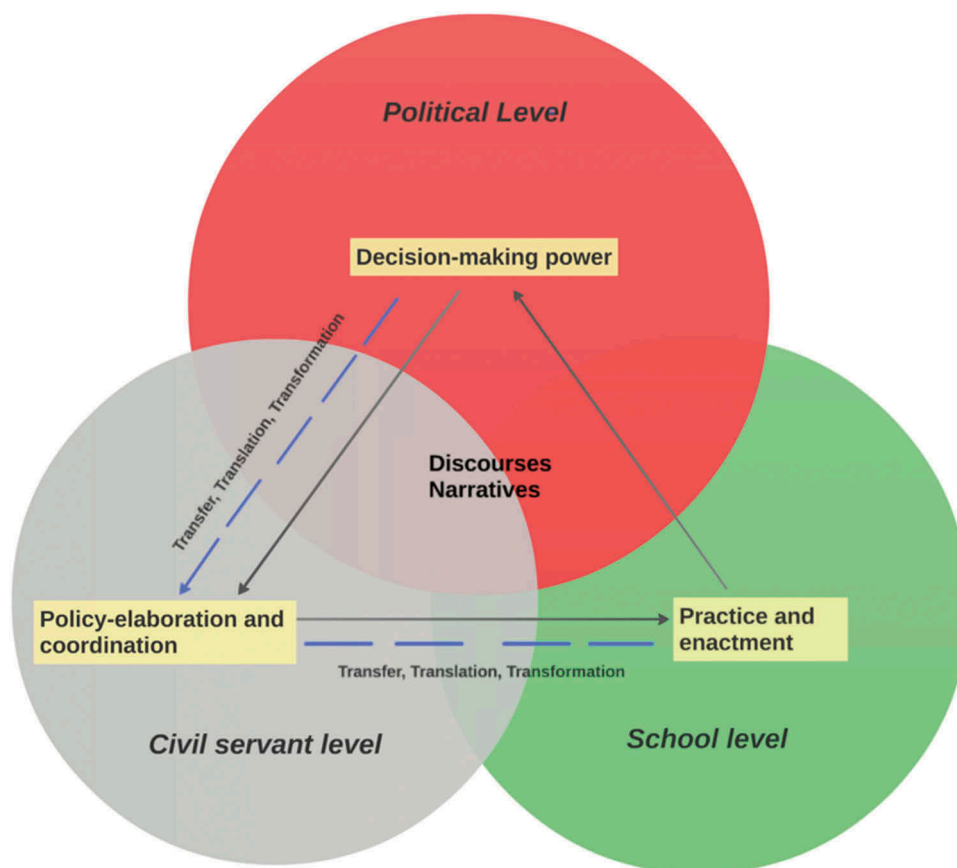 Political Level
Decision-making power
Transfer, Translation, Transformation
Discourses
Narratives
Policy-elaboration and
coordination
Practice and
enactment
Transfer, Translation, Transformation
Civil servant level
School level